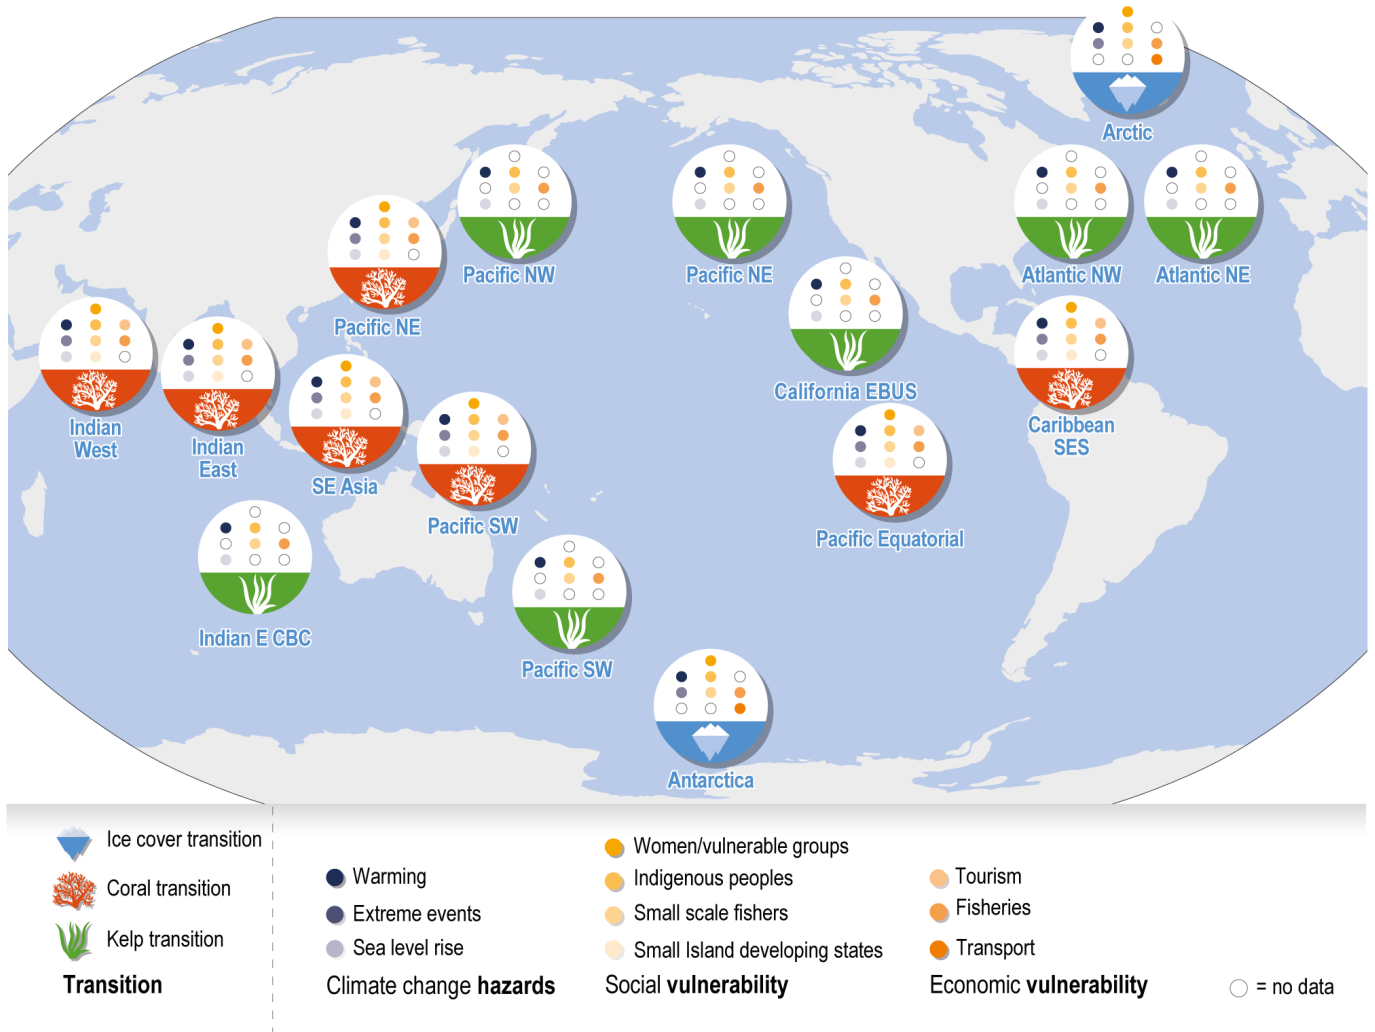 Arctic
Pacific NW
Pacific NE
Atlantic NW
Atlantic NE
Pacific NE
California EBUS
Indian
West
Indian
East
Caribbean
SES
SE Asia
Pacific SW
Pacific Equatorial
Indian E CBC
Pacific SW
Antarctica
Ice cover transition
Coral transition
Kelp transition
Transition
Warming
Extreme events
Sea level rise
Climate change hazards
Women/vulnerable groups
Indigenous peoples
Small scale fishers
Small Island developing states
Social vulnerability
Tourism
Fisheries
Transport
Economic vulnerability
= no data